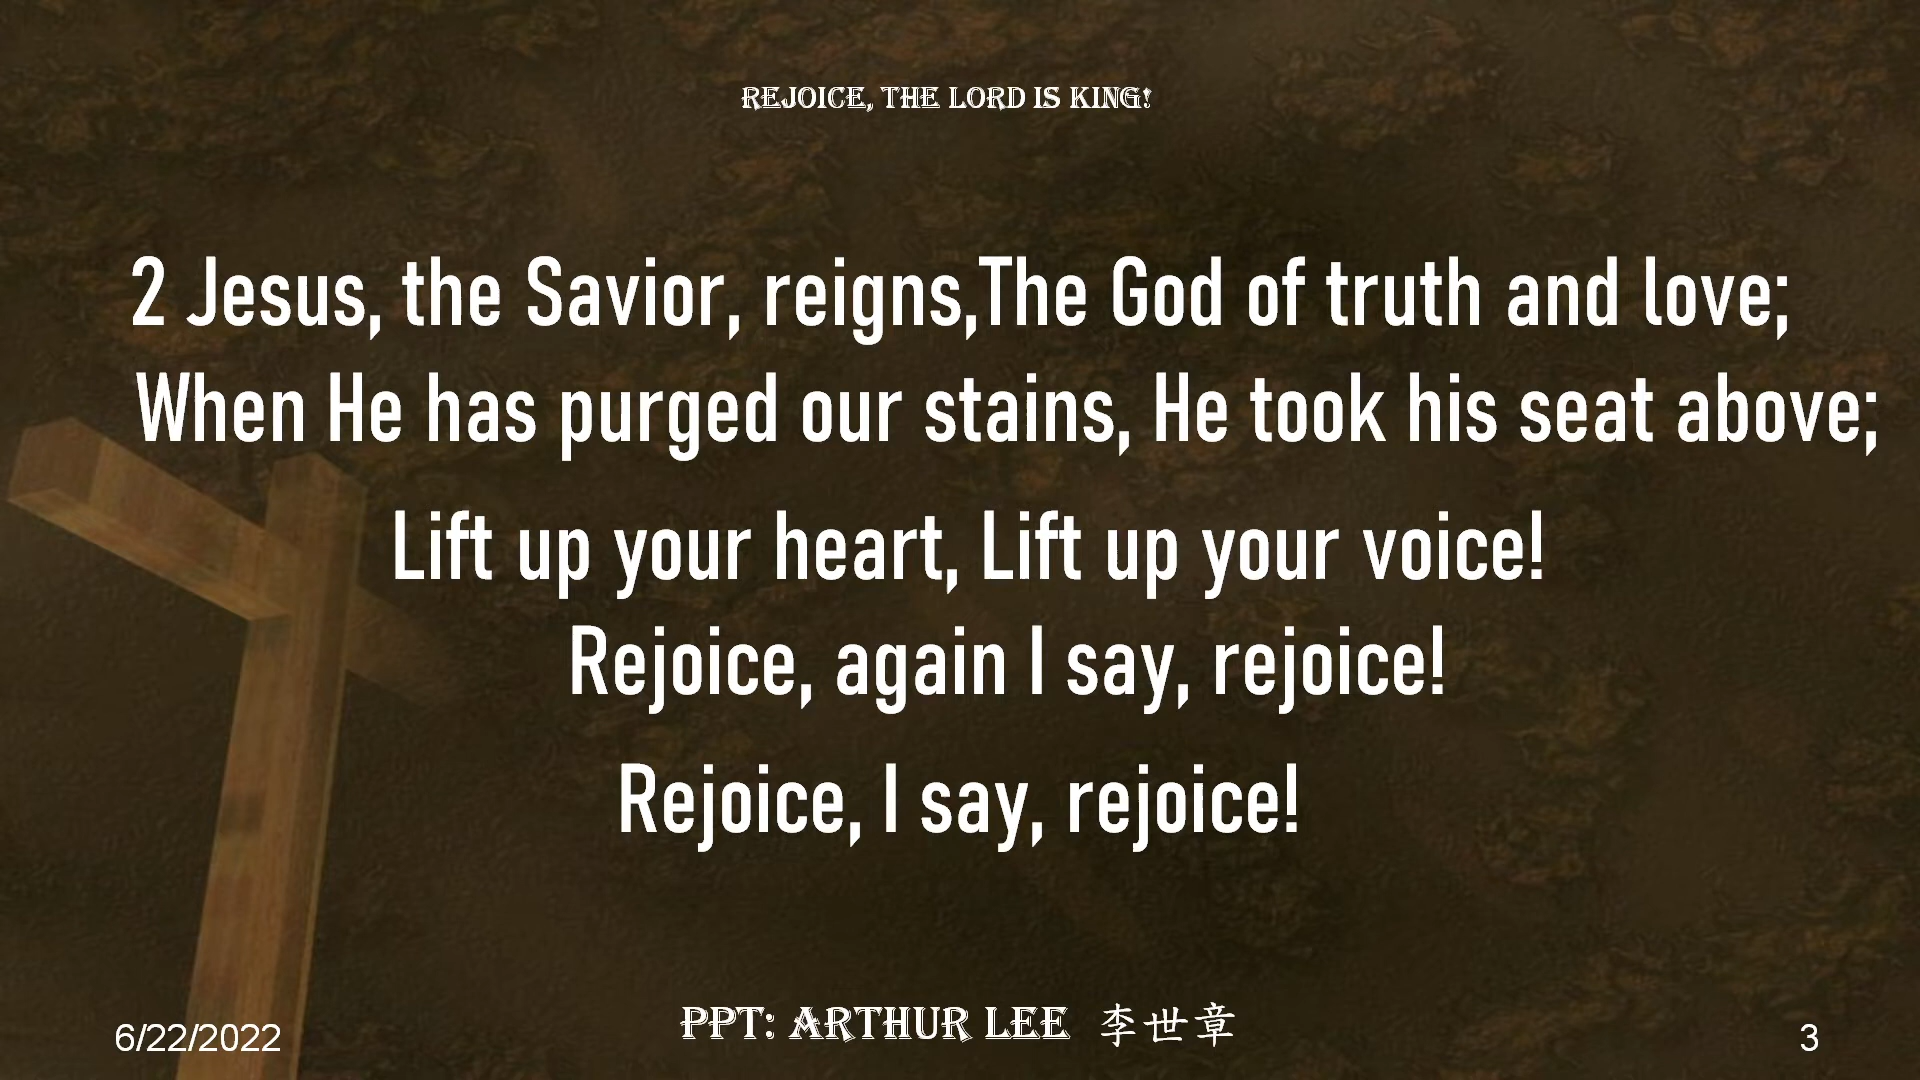 REJOICE, THE LORD IS KING!
2 Jesus, the Savior, reigns,The God of truth and love;
When He has purged our stains, He took his seat above;
Lift up your heart, Lift up your voice!
Rejoice, again I say, rejoice!
Rejoice, I say, rejoice!
6/22/2022
PPT: ARTHUR LEE 李世章
3